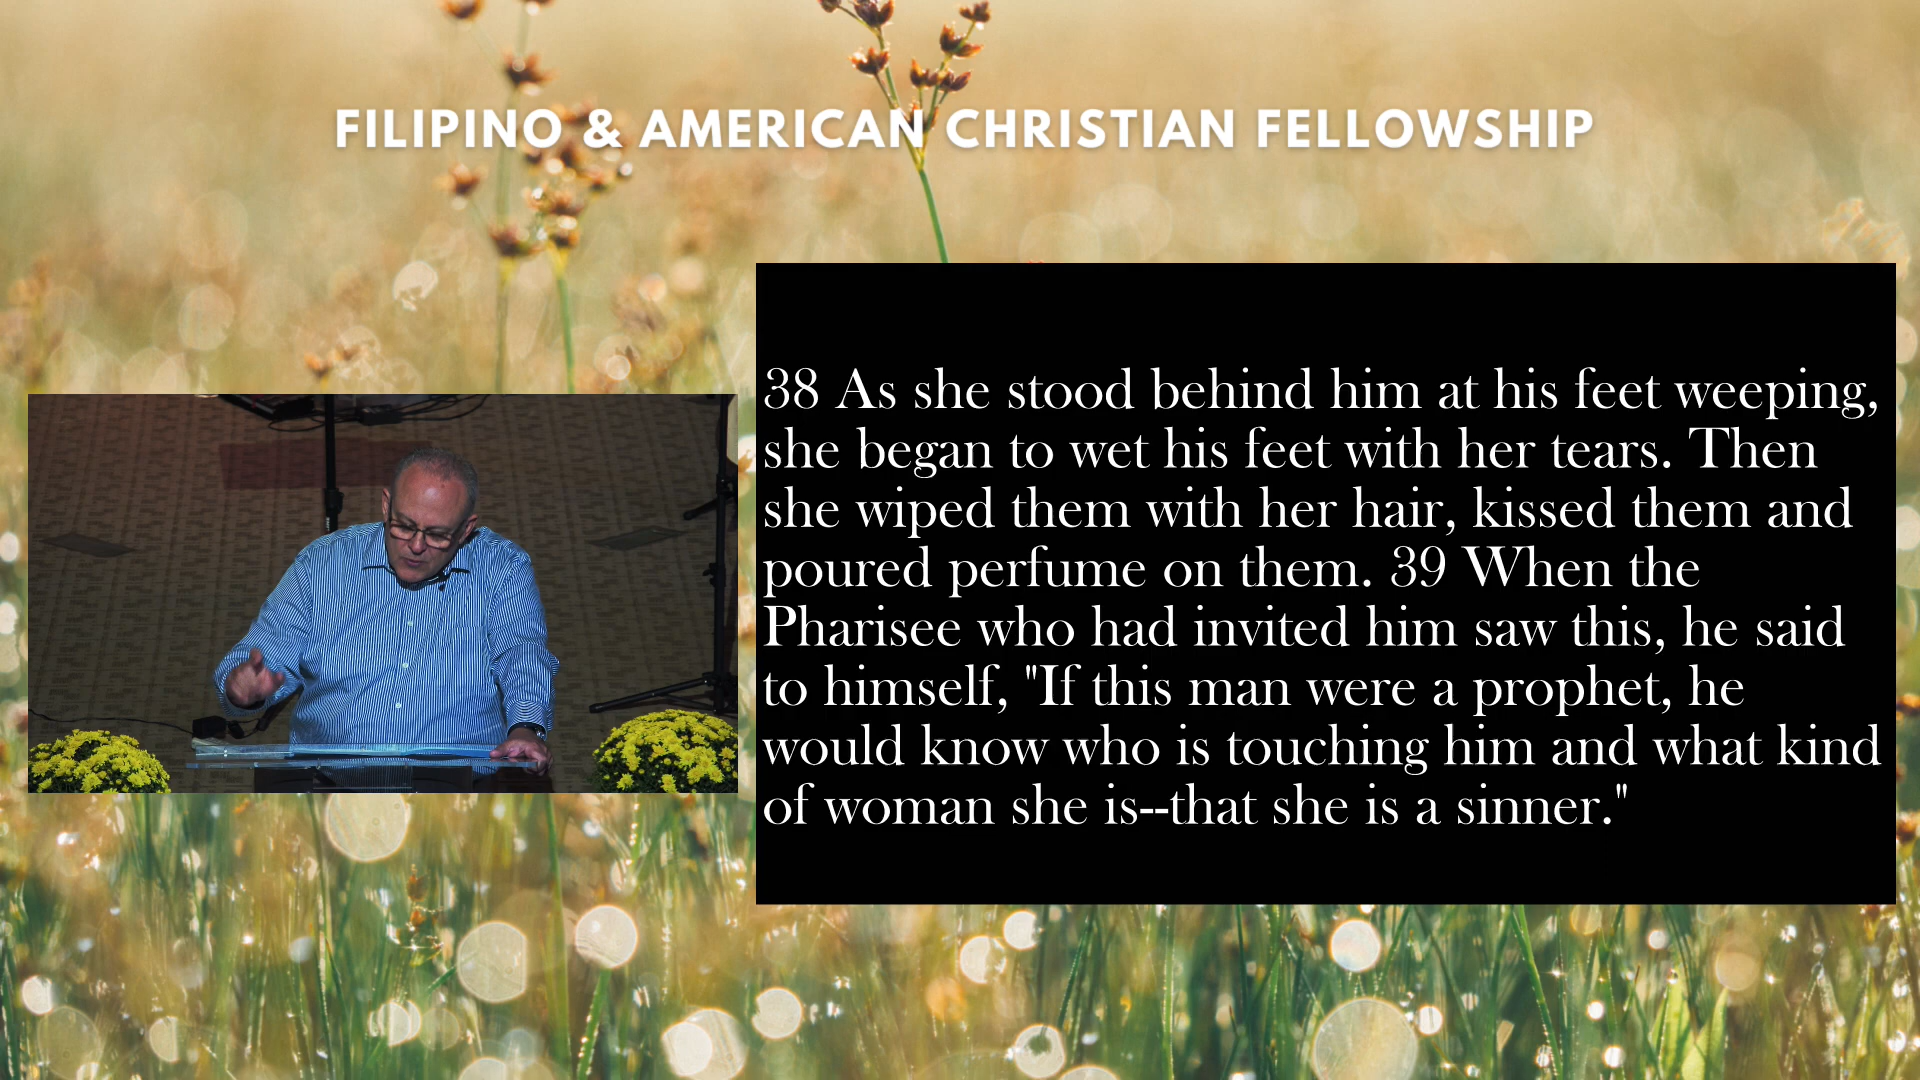 FILIPINO & AMERICAN CHRISTIAN FELLOWSHIP
38 As she stood behind him at his feet weeping,
she began to wet his feet with her tears. Then
she wiped them with her hair, kissed them and
poured perfume on them. 39 When the
Pharisee who had invited him saw this, he said
to himself, "If this man were a prophet, he
would know who is touching him and what kind
of woman she is--that she is a sinner."